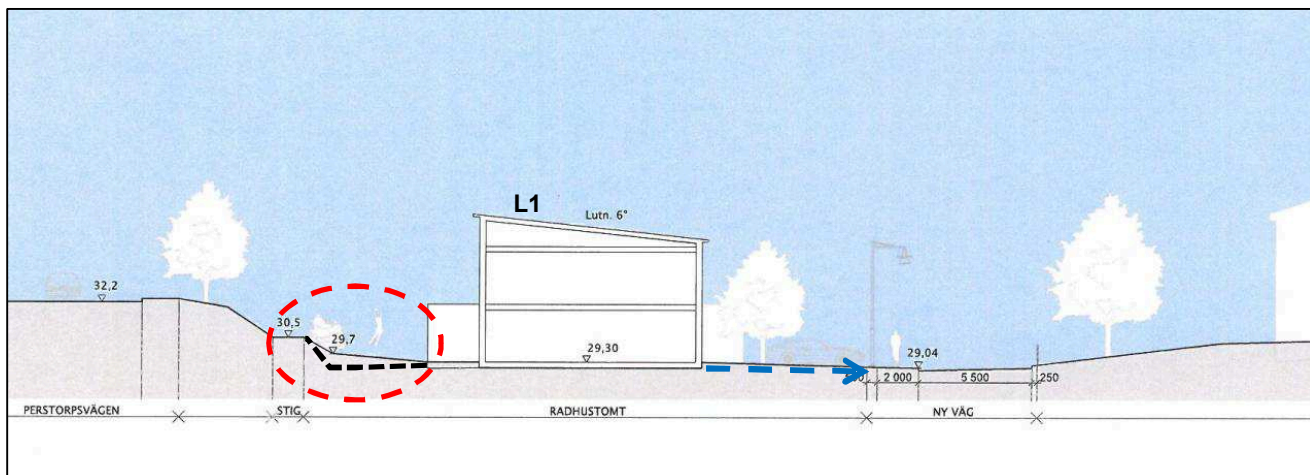 L1
Lutn. 6°
32,2
30,5
29,7
29,30
29,04
2 000
5 500
250
PERSTORPSVÄGEN
STIG
RADHUSTOMT
NY VÄG